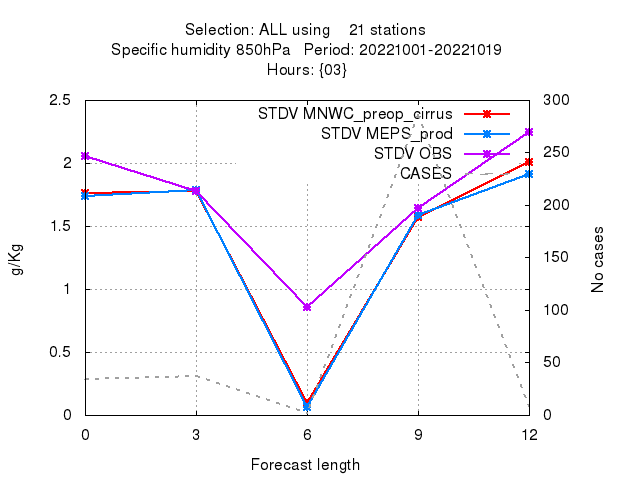 Selection: ALL using    21 stations
Specific humidity 850hPa   Period: 20221001-20221019
Hours: {03}
2.5
2
1.5
1
0.5
0
g/Kg
STDV MNWC_preop_cirrus
STDV MEPS_prod
STDV OBS
CASES
300
250
200
150
100
50
0
No cases
0 3 6 9 12
Forecast length